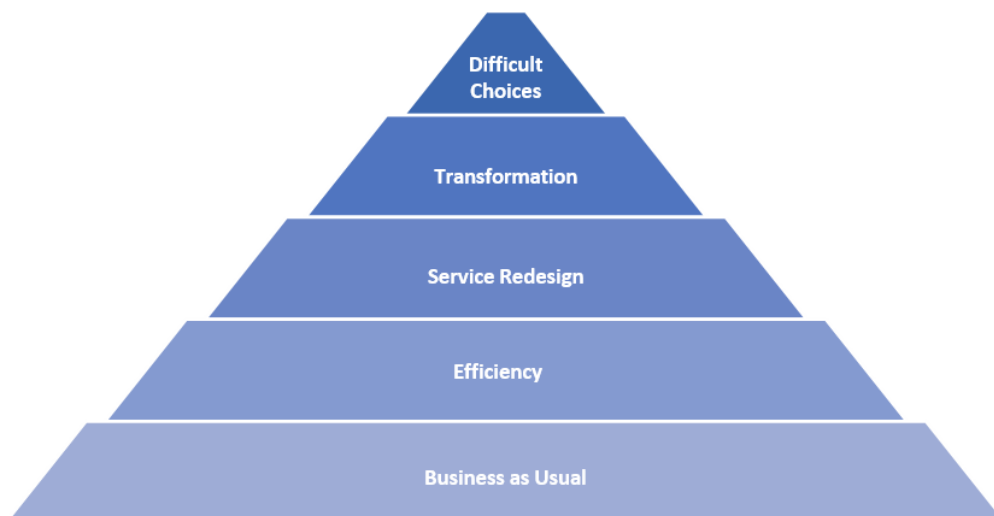 Difficult
Choices
Transformation
Service Redesign
Efficiency
Business as Usual